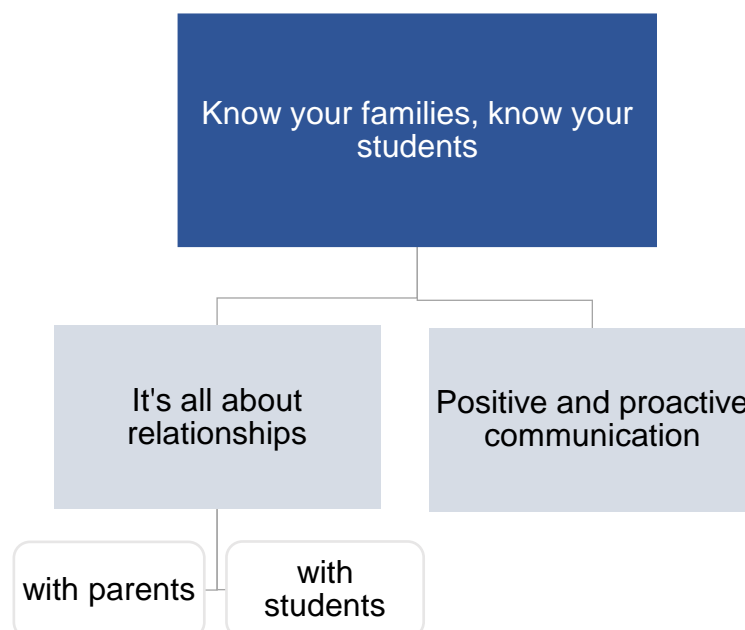 Know your families, know your
students
It's all about
relationships
Positive and proactive
communication
with parents
with
students